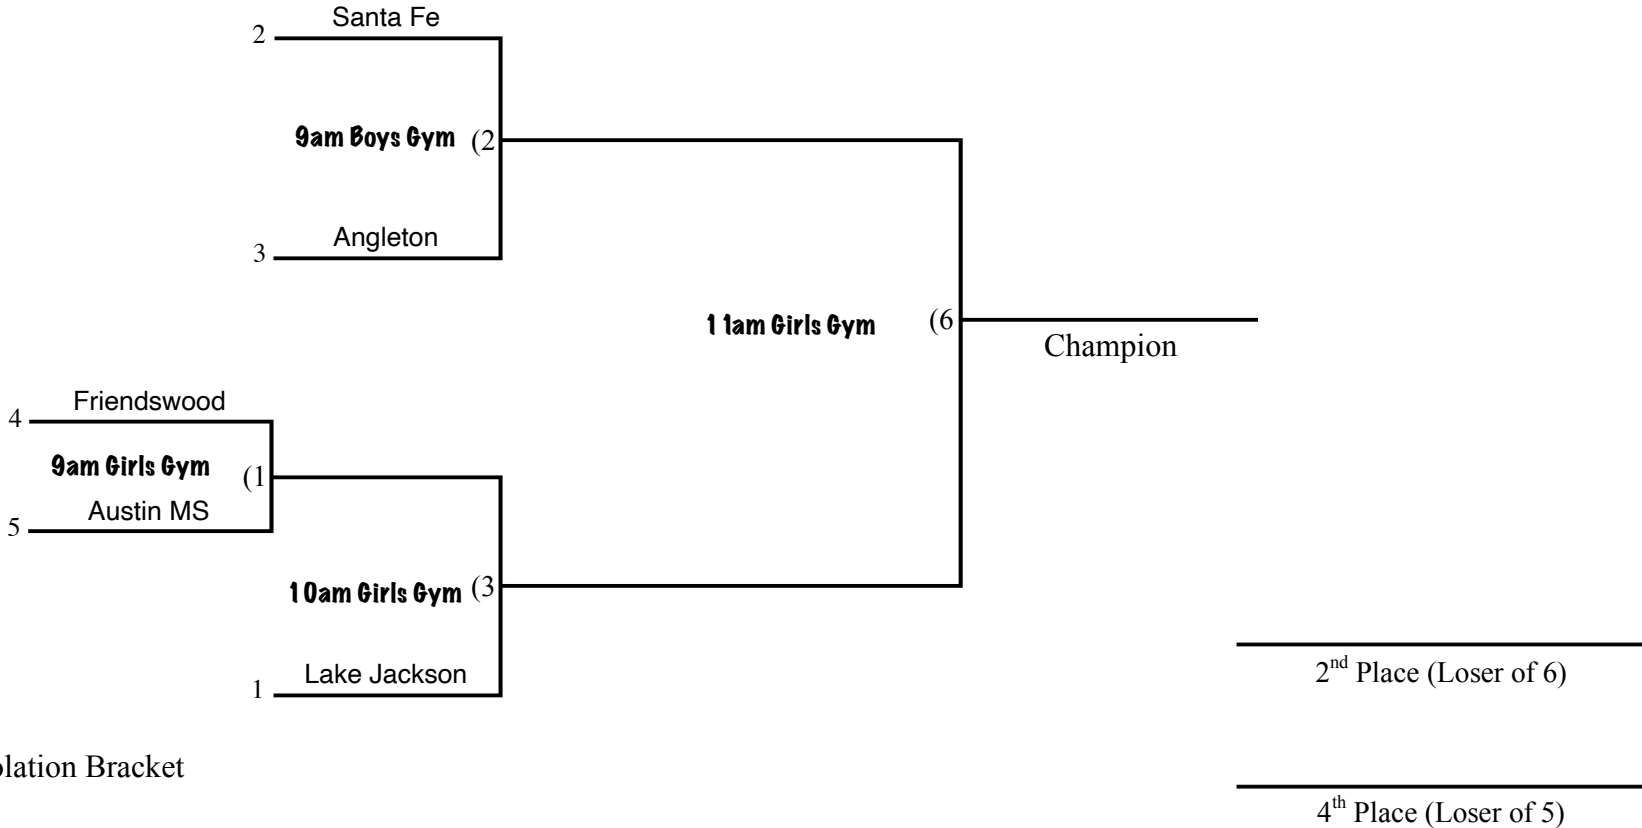 Santa Fe
2
9am Boys Gym (2
Angleton
3
11am Girls Gym (6
Champion
Friendswood
4
9am Girls Gym (1
Austin MS
5
10am Girls Gym (3
Lake Jackson
1
2nd Place (Loser of 6)
lation Bracket
4th Place (Loser of 5)